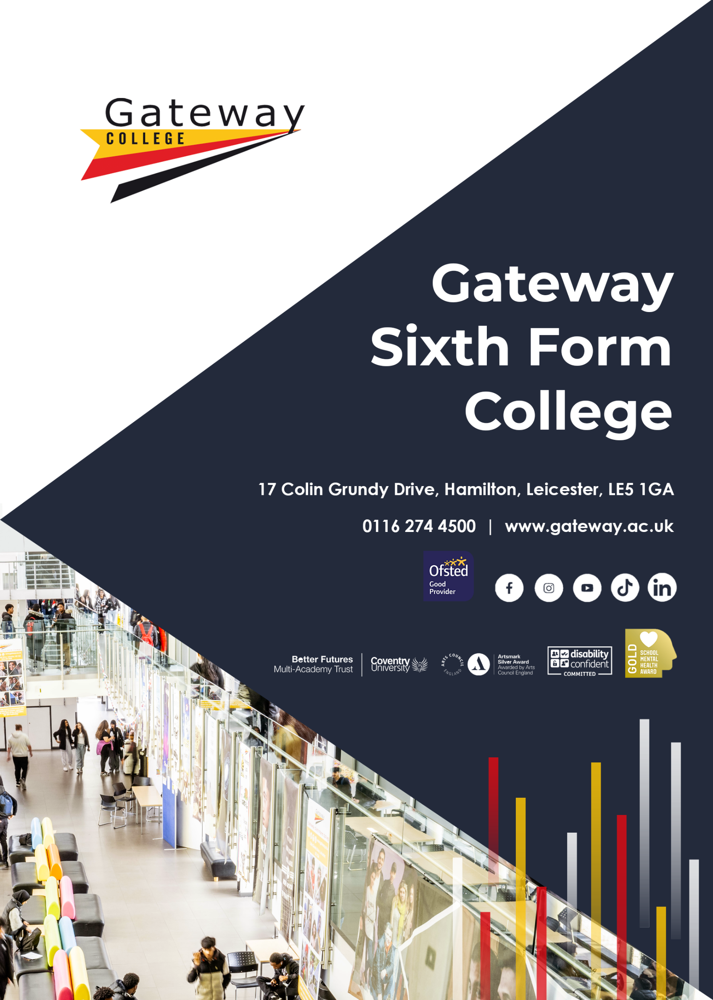 Gateway
COLLEGE
Gateway
Sixth Form
College
17 Colin Grundy Drive, Hamilton, Leicester, LE5 1GA
0116 274 4500 | www.gateway.ac.uk
Ofsted
Good
Provider
Better Futures
Multi-Academy Trust
Coventry
University
ARTS COUNCIL
ENGLAND
Artsmark
Silver Award
Awarded by Arts
Council England
disability
confident
COMMITTED
GOLD
SCHOOL
MENTAL
HEALTH
AWARD